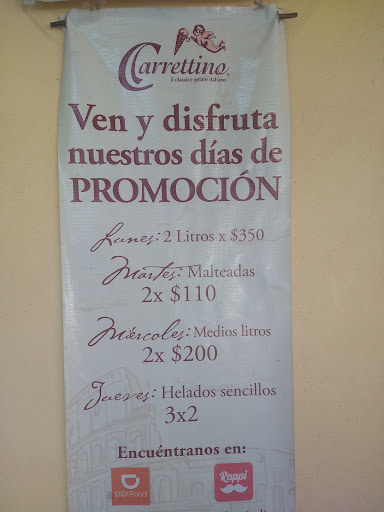 Carrettino
il classico gelato italiano
Ven y disfruta
nuestros días de
PROMOCIÓN
Lunes: 2 Litros x $350
Martes: Malteadas
2x $110
Miércoles: Medios litros
2x $200
Jueves: Helados sencillos
3x2
Encuéntranos en:
DiDi Food
Rappi